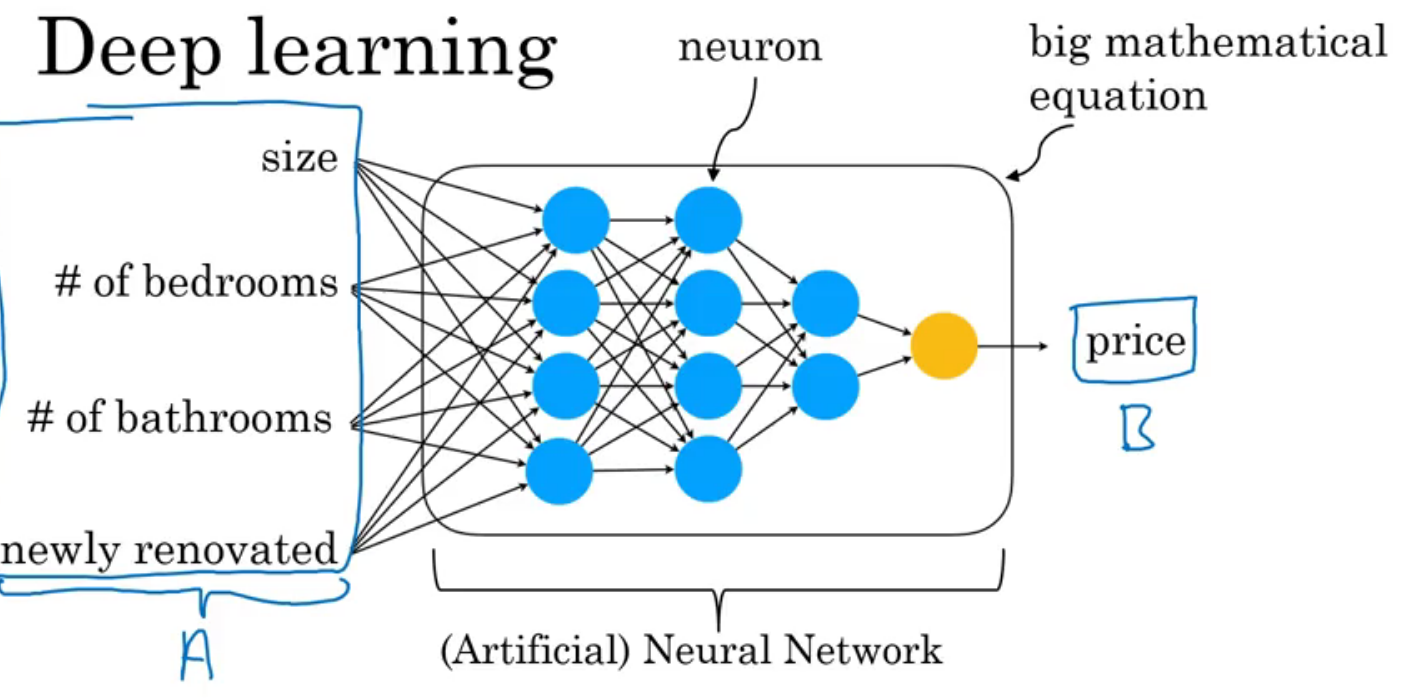 Deep learning
neuron
big mathematical
equation
size
# of bedrooms
# of bathrooms
newly renovated
price
B
A
(Artificial) Neural Network